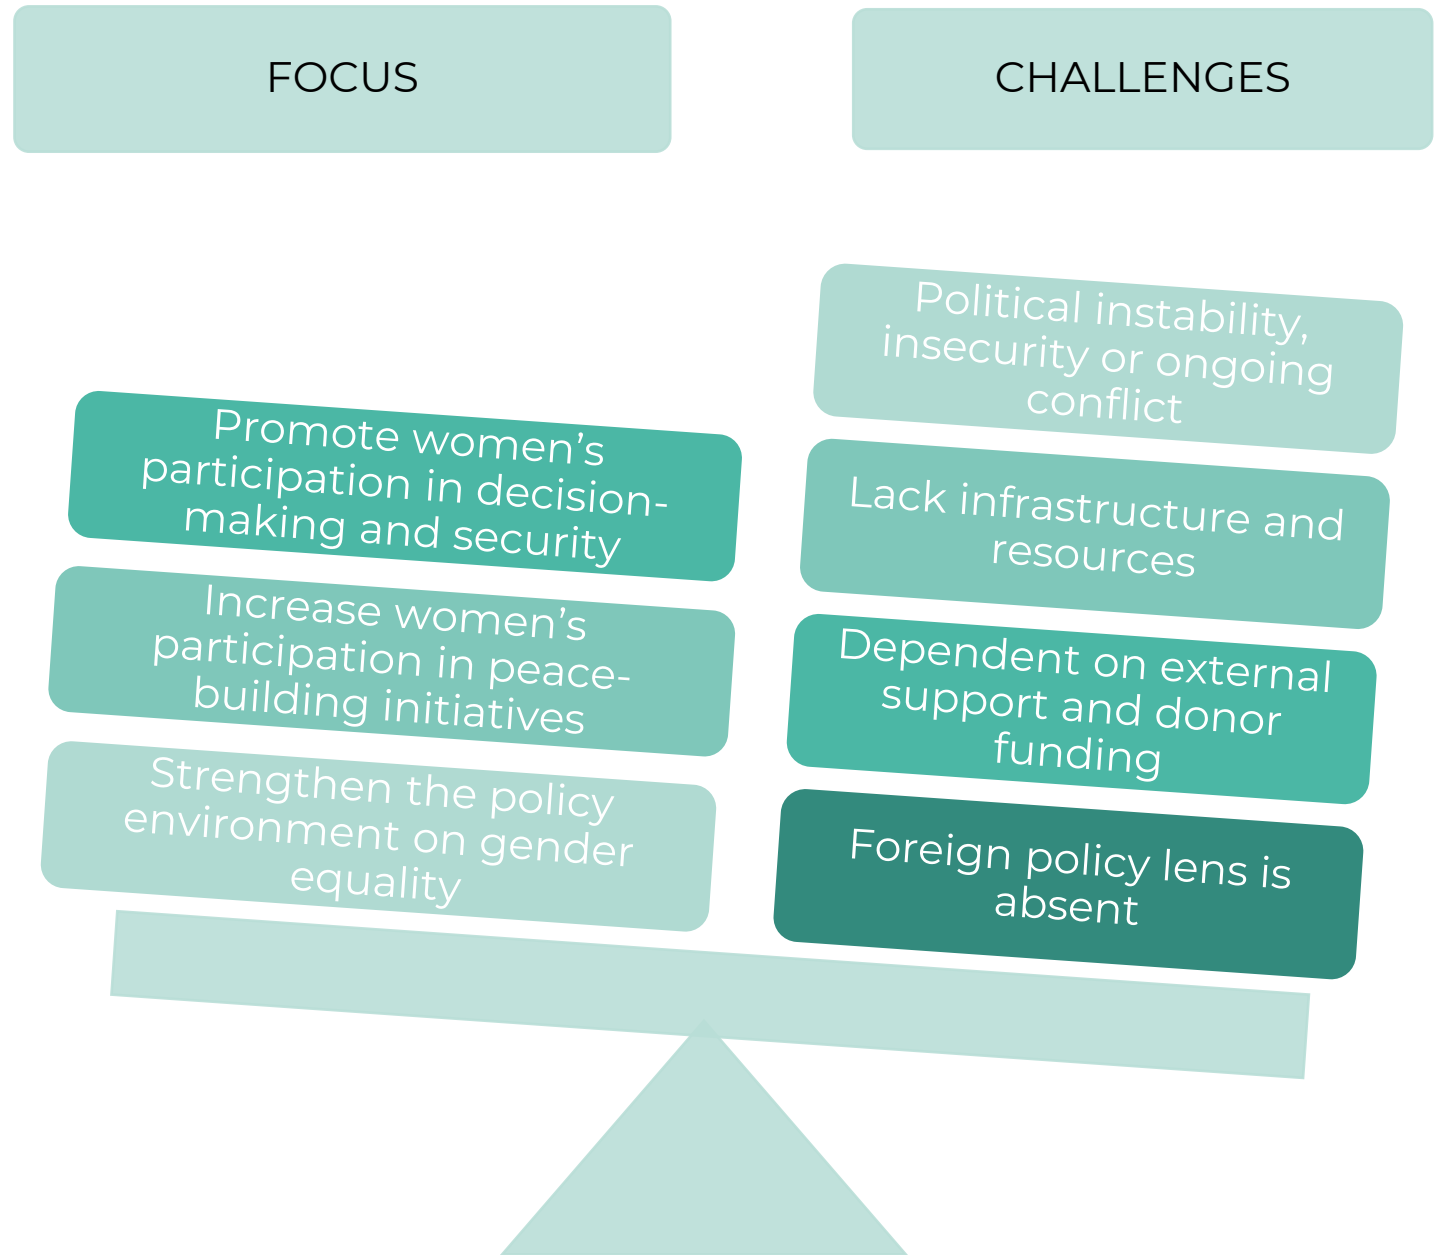 FOCUS
CHALLENGES
Promote women’s
participation in decision-
making and security
Increase women’s
participation in peace-
building initiatives
Strengthen the policy
environment on gender
equality
Political instability,
insecurity or ongoing
conflict
Lack infrastructure and
resources
Dependent on external
support and donor
funding
Foreign policy lens is
absent